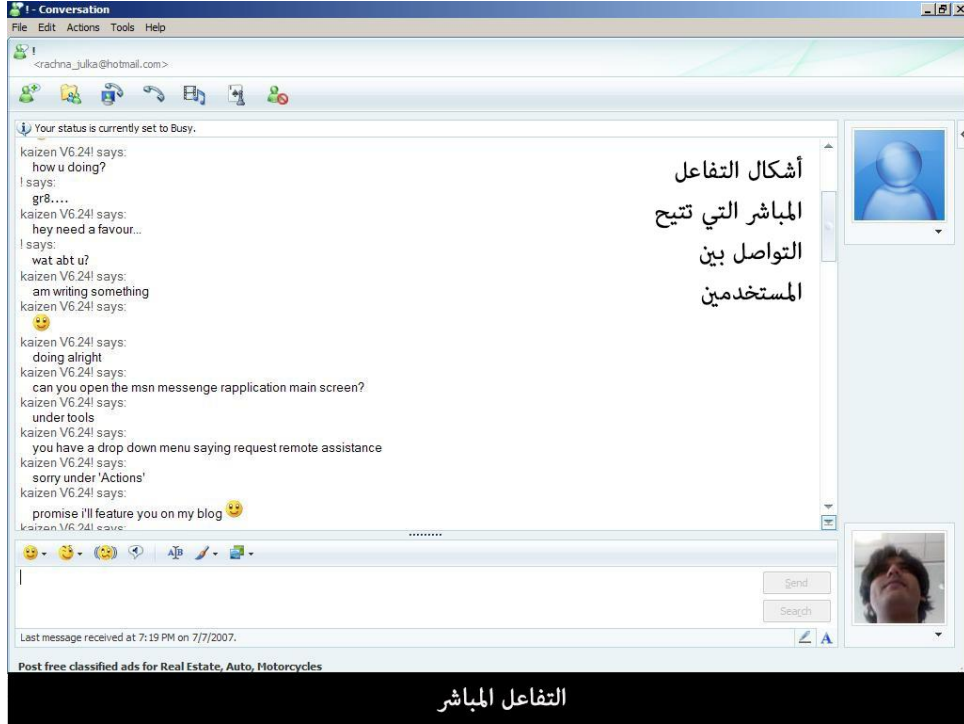 ! - Conversation
File Edit Actions Tools Help
!
<rachna_julka@hotmail.com>
Your status is currently set to Busy.
kaizen V6.24! says:
how u doing?
! says:
gr8....
kaizen V6.24! says:
hey need a favour...
! says:
wat abt u?
kaizen V6.24! says:
am writing something
kaizen V6.24! says:
kaizen V6.24! says:
doing alright
kaizen V6.24! says:
can you open the msn messenge rapplication main screen?
kaizen V6.24! says:
under tools
kaizen V6.24! says:
you have a drop down menu saying request remote assistance
kaizen V6.24! says:
sorry under 'Actions'
kaizen V6.24! says:
promise i'll feature you on my blog
kaizen V6.24! says:
أشكال التفاعل
المباشر التي تتيح
التواصل بين
المستخدمين
Send
Search
Last message received at 7:19 PM on 7/7/2007.
A
Post free classified ads for Real Estate, Auto, Motorcycles
التفاعل المباشر